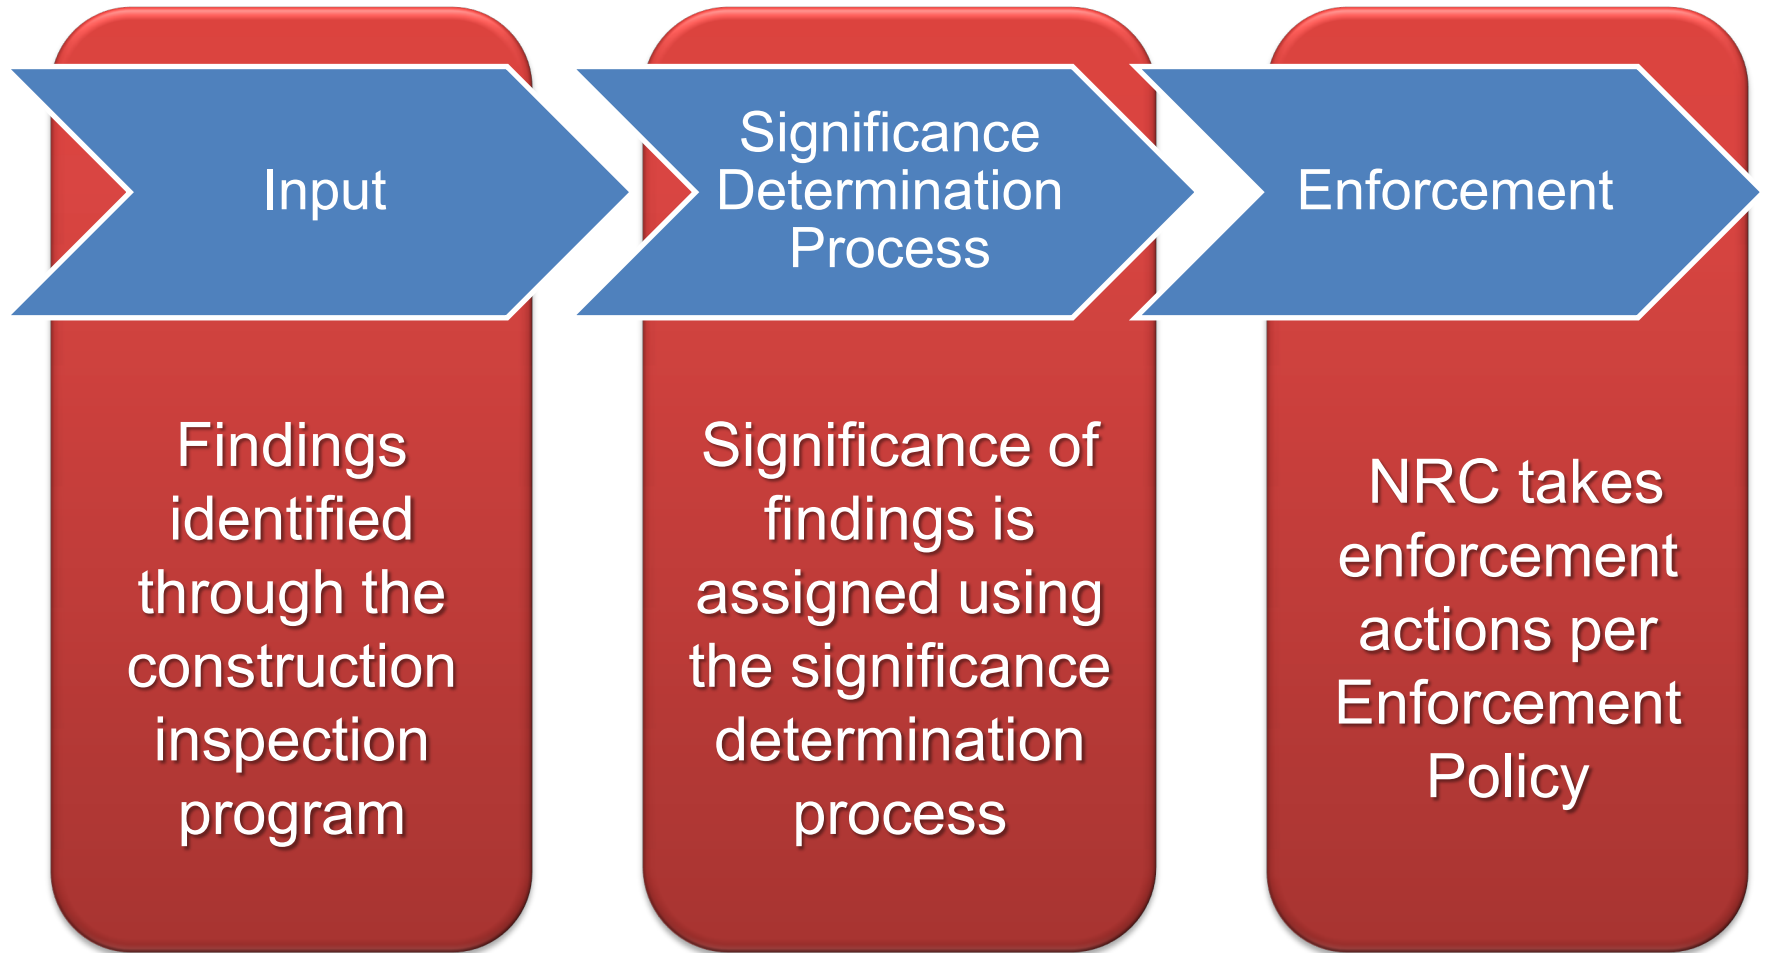 Input
Significance
Determination
Process
Enforcement
Findings
identified
through the
construction
inspection
program
Significance of
findings is
assigned using
the significance
determination
process
NRC takes
enforcement
actions per
Enforcement
Policy